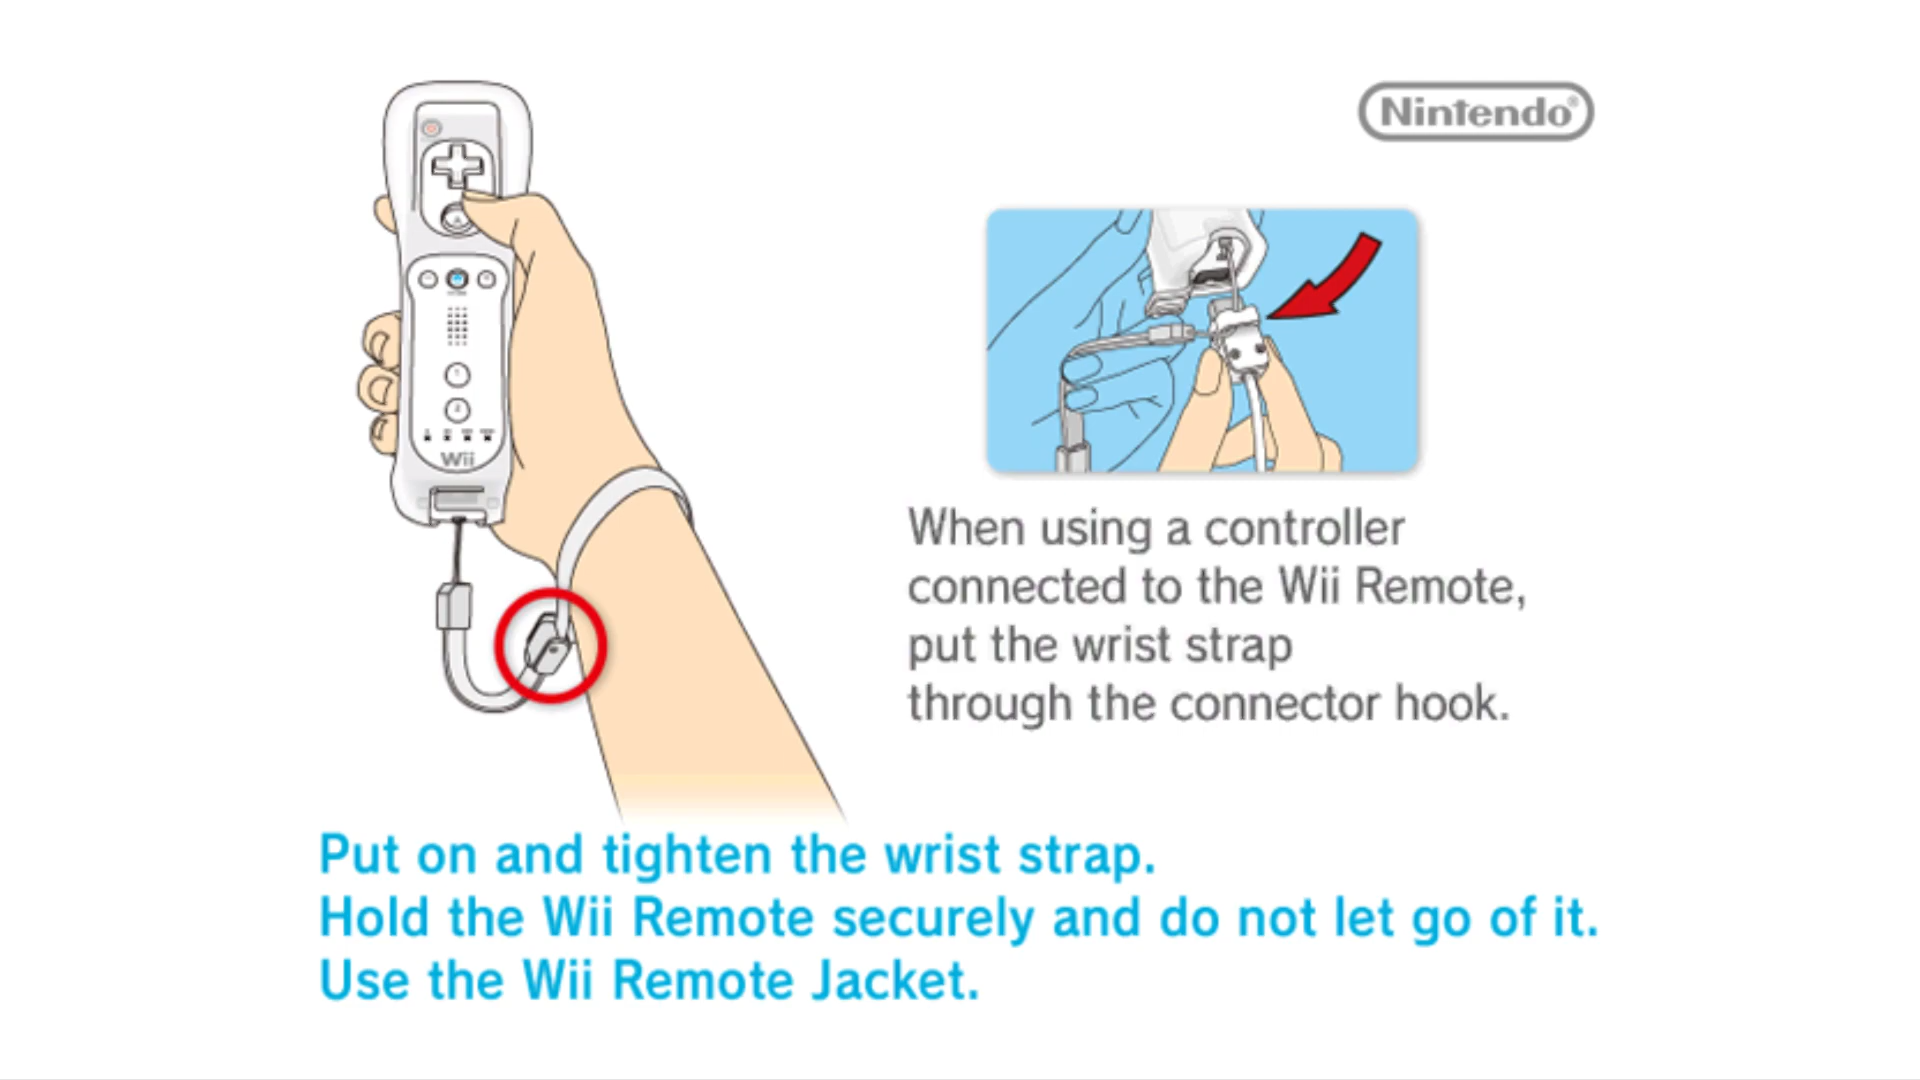 Nintendo®
Wii
When using a controller
connected to the Wii Remote,
put the wrist strap
through the connector hook.
Put on and tighten the wrist strap.
Hold the Wii Remote securely and do not let go of it.
Use the Wii Remote Jacket.